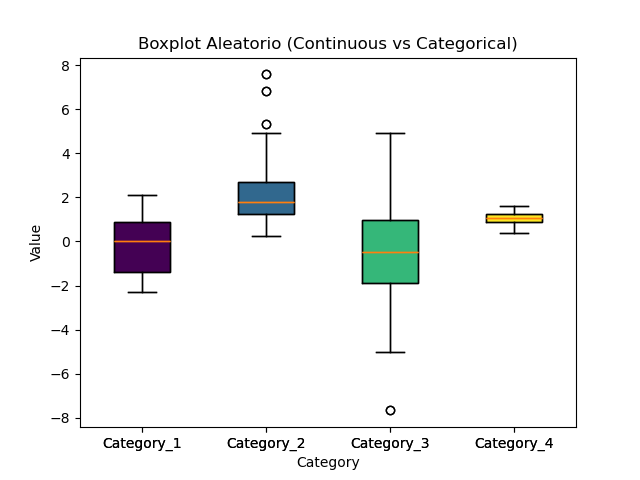 Boxplot Aleatorio (Continuous vs Categorical)
8
6
4
2
0
−2
−4
−6
−8
Value
Category_1 Category_2 Category_3 Category_4
Category